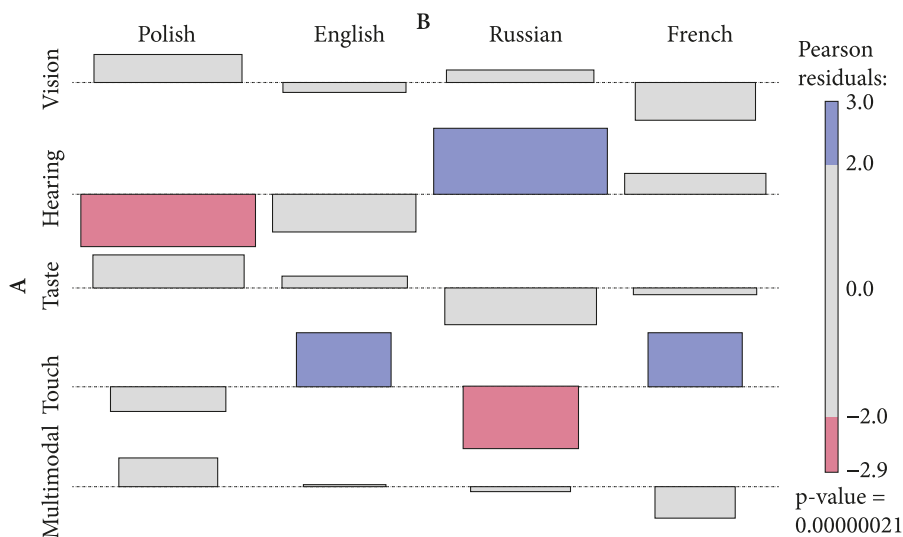 B
Polish English Russian French
Pearson
residuals:
3.0
2.0
0.0
−2.0
−2.9
p-value =
0.00000021
A
Vision
Hearing
Taste
Touch
Multimodal